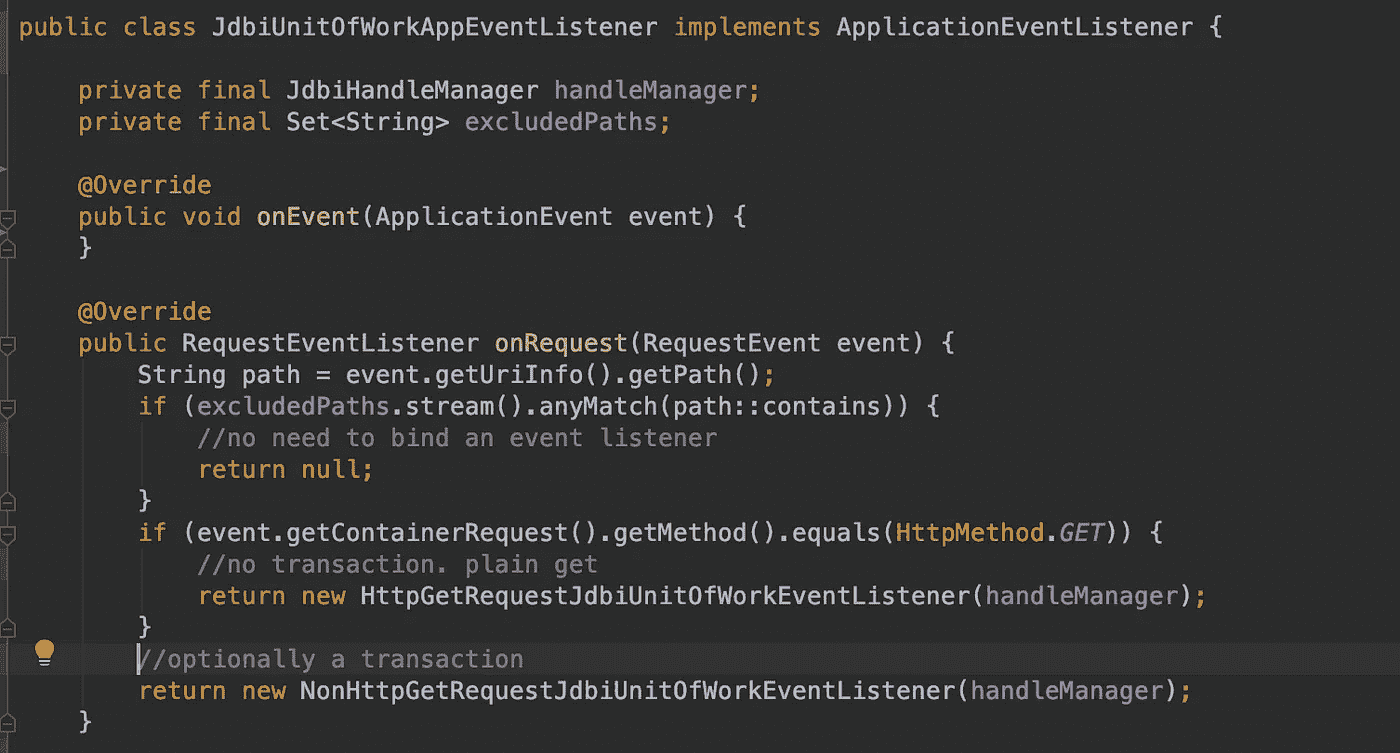 public class JdbiUnitOfWorkAppEventListener implements ApplicationEventListener {
private final JdbiHandleManager handleManager;
private final Set<String> excludedPaths;
@Override
public void onEvent(ApplicationEvent event) {
}
@Override
public RequestEventListener onRequest(RequestEvent event) {
String path = event.getUriInfo().getPath();
if (excludedPaths.stream().anyMatch(path::contains)) {
//no need to bind an event listener
return null;
}
if (event.getContainerRequest().getMethod().equals(HttpMethod.GET)) {
//no transaction. plain get
return new HttpGetRequestJdbiUnitOfWorkEventListener(handleManager);
}
//optionally a transaction
return new NonHttpGetRequestJdbiUnitOfWorkEventListener(handleManager);
}